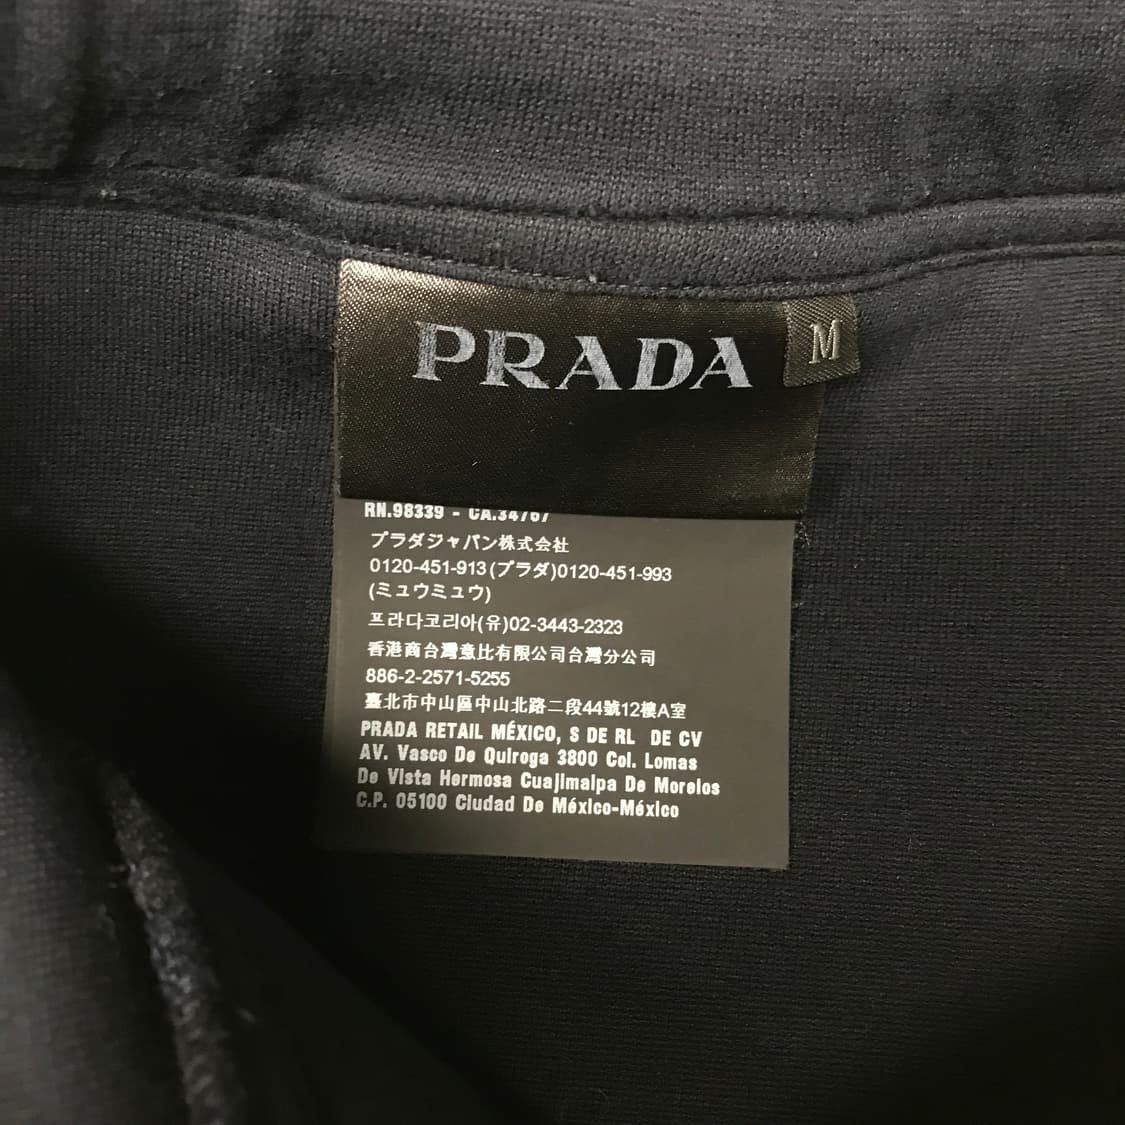 PRADA M
RN.98339 - CA.34767
プラダジャパン株式会社
0120-451-913(プラダ)0120-451-993
(ミュウミュウ)
프라다코리아(유)02-3443-2323
香港商台灣意比有限公司台灣分公司
886-2-2571-5255
臺北市中山區中山北路二段44號12樓A室
PRADA RETAIL MÉXICO, S DE RL DE CV
AV. Vasco De Quiroga 3800 Col. Lomas
De Vista Hermosa Cuajimalpa De Morelos
C.P. 05100 Ciudad De México-México